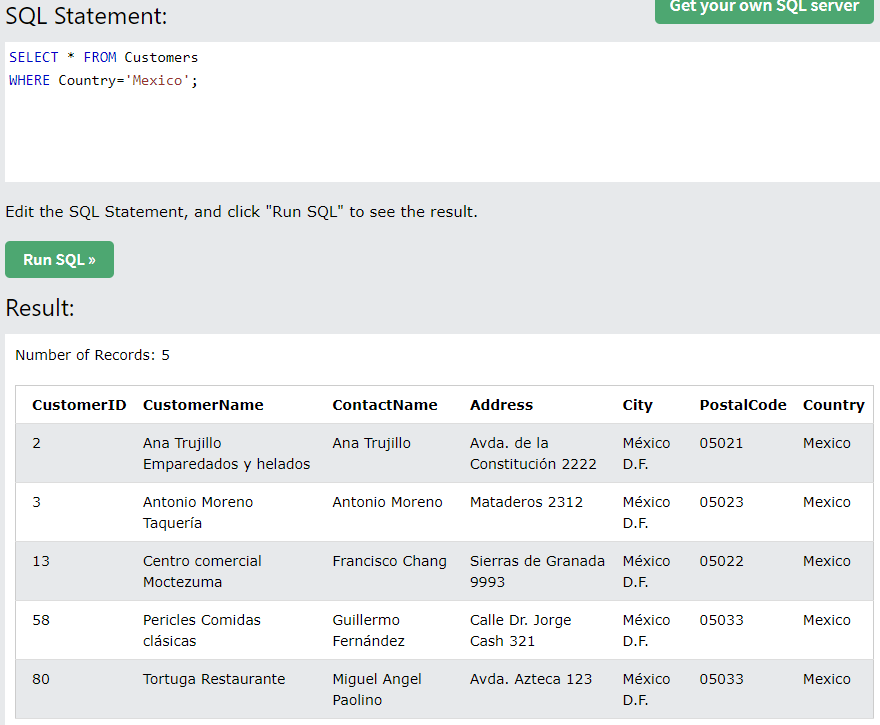 SQL Statement:
Get your own SQL server
SELECT * FROM Customers
WHERE Country='Mexico';
Edit the SQL Statement, and click "Run SQL" to see the result.
Run SQL »
Result:
Number of Records: 5
CustomerID CustomerName ContactName Address City PostalCode Country
2 Ana Trujillo Ana Trujillo Avda. de la México 05021 Mexico
Emparedados y helados Constitución 2222 D.F.
3 Antonio Moreno Antonio Moreno Mataderos 2312 México 05023 Mexico
Taquería D.F.
13 Centro comercial Francisco Chang Sierras de Granada México 05022 Mexico
Moctezuma 9993 D.F.
58 Pericles Comidas Guillermo Calle Dr. Jorge México 05033 Mexico
clásicas Fernández Cash 321 D.F.
80 Tortuga Restaurante Miguel Angel Avda. Azteca 123 México 05033 Mexico
Paolino D.F.